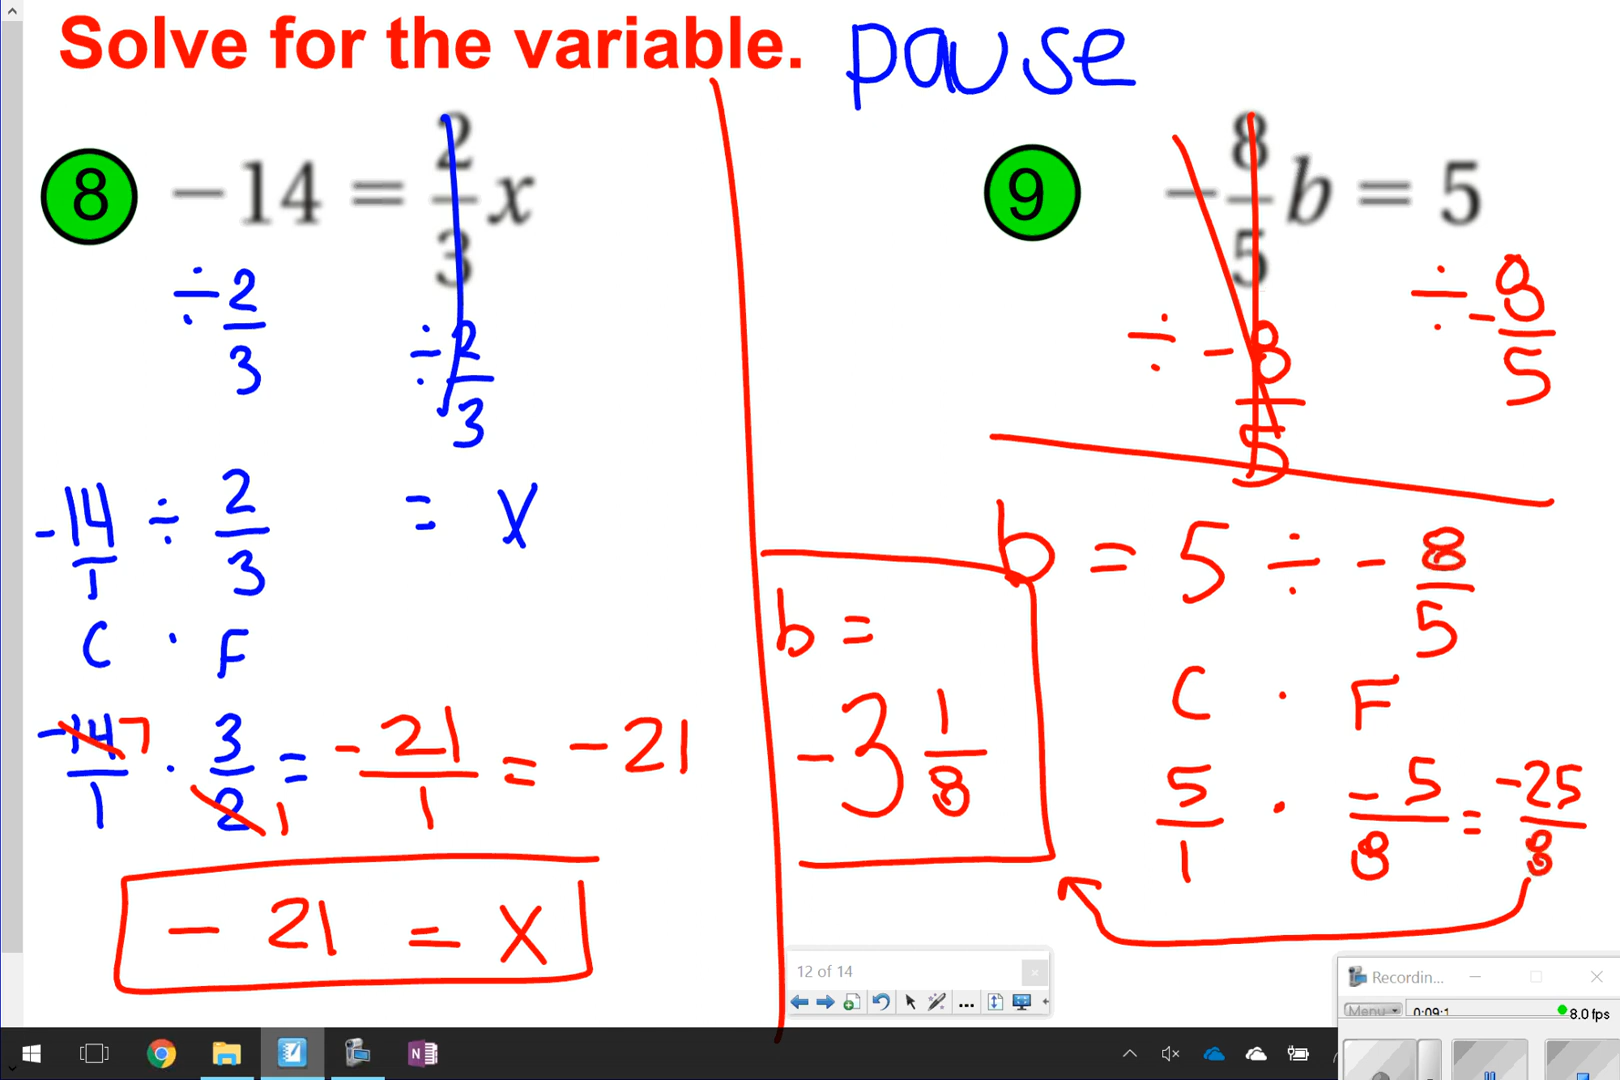 Solve for the variable. pause
8 −14 = 2/3 x
÷ 2/3 ÷ 2/3
-14/1 ÷ 2/3 = x
C · F
-14/1 7 · 3/2 1 = -21/1 = -21
-21 = x
9 −8/5 b = 5
÷ -8/5 ÷ -8/5
b = 5 ÷ -8/5
C · F
5/1 · -5/8 = -25/8
b =
-3 1/8
12 of 14
Recordin...
Menu 0:09:1 8.0 fps
N